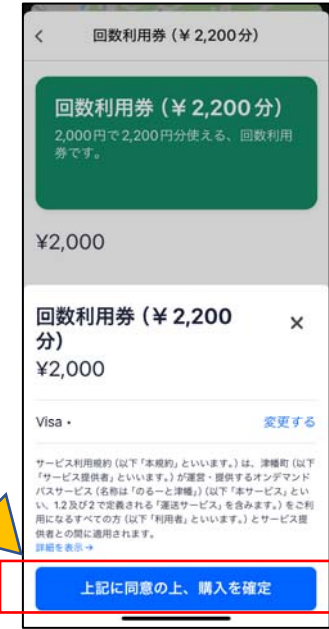 回数利用券（￥2,200分）
回数利用券（￥2,200分）
2,000円で2,200円分使える、回数利用
券です。
¥2,000
回数利用券（￥2,200
分）
¥2,000
Visa・
変更する
サービス利用規約（以下「本規約」といいます。）は、津幡町（以下
「サービス提供者」といいます。）が運営・提供するオンデマンド
バスサービス（名称は「のるーと津幡」）（以下「本サービス」とい
い、1.2及び2で定義される「運送サービス」を含みます。）をご利
用になるすべての方（以下「利用者」といいます。）とサービス提
供者との間に適用されます。
詳細を表示→
上記に同意の上、購入を確定